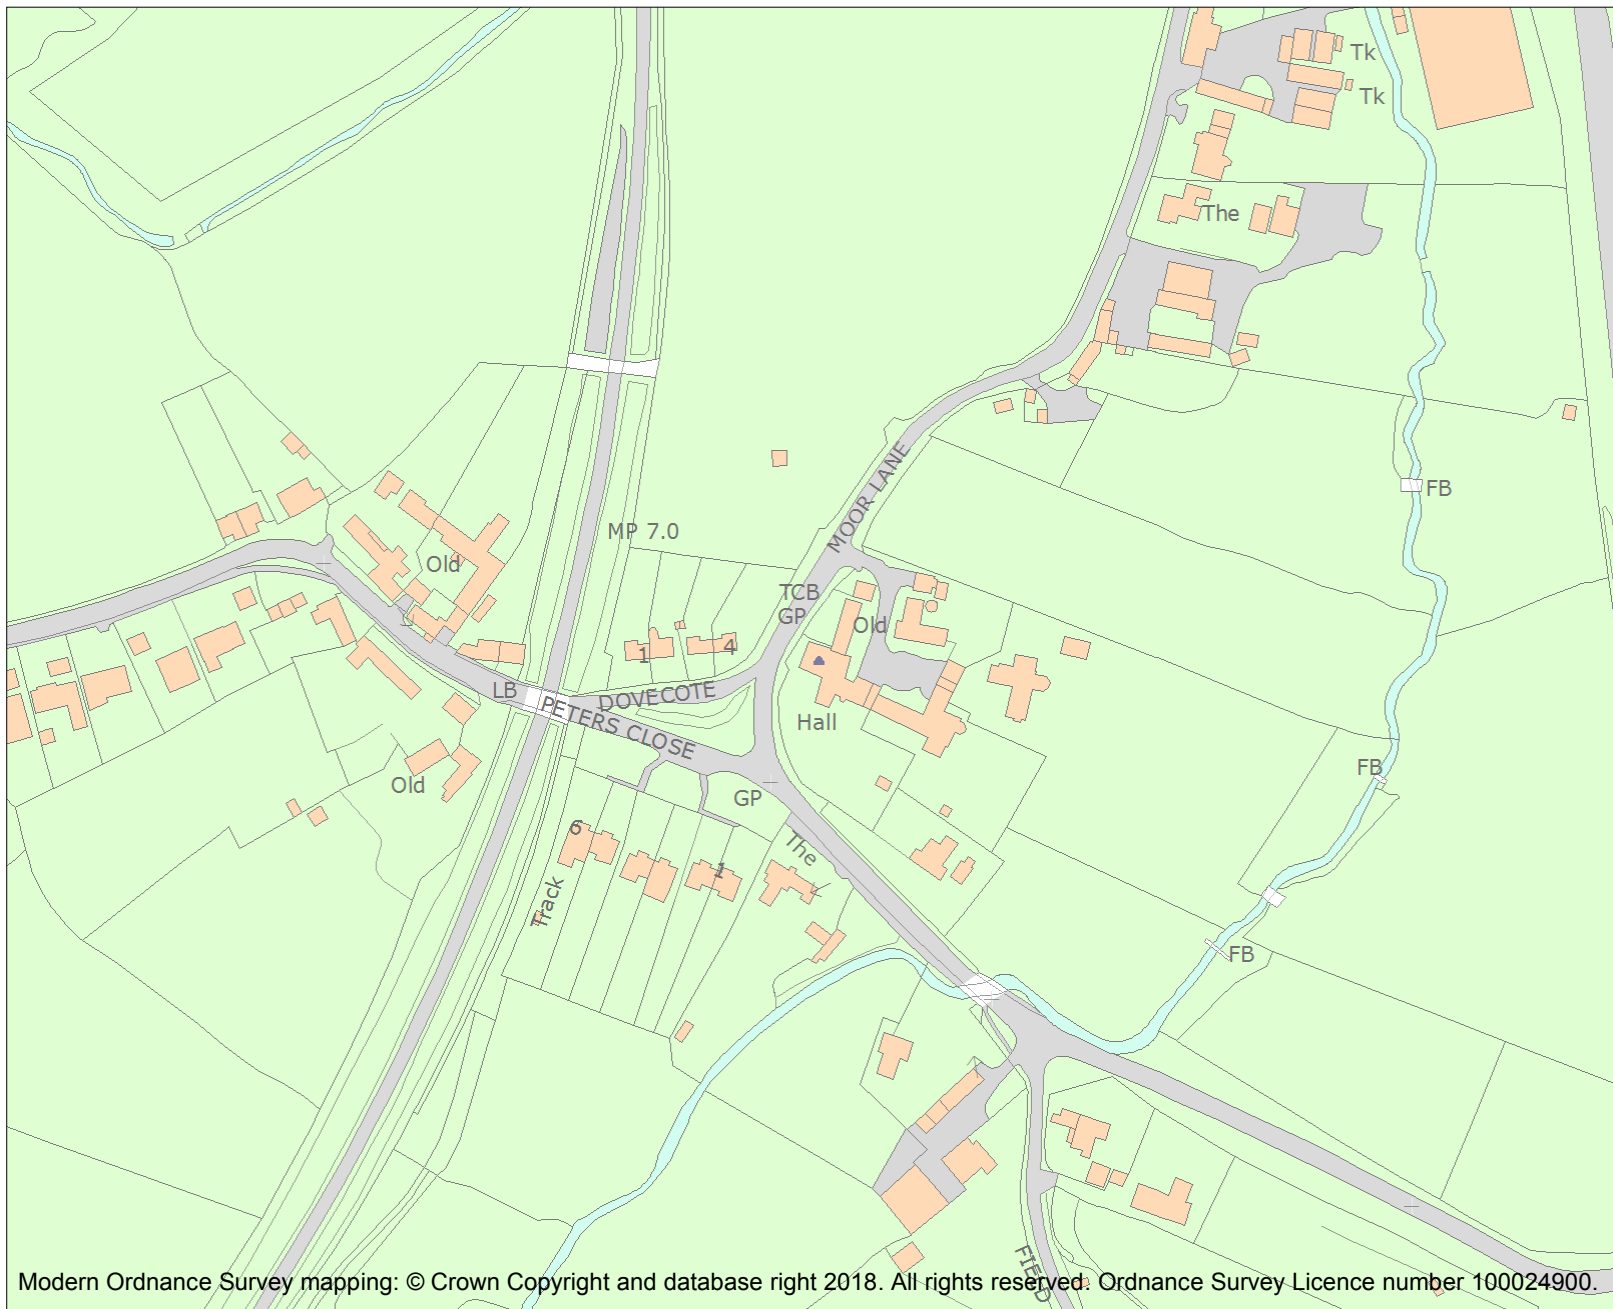 Tk
Tk
The
MOOR LANE
FB
MP 7.0
Old
TCB
GP
Old
1
4
LB
DOVECOTE
PETERS CLOSE
Hall
Old
FB
GP
The
6
1
Track
FB
FIELD
Modern Ordnance Survey mapping: © Crown Copyright and database right 2018. All rights reserved. Ordnance Survey Licence number 100024900.